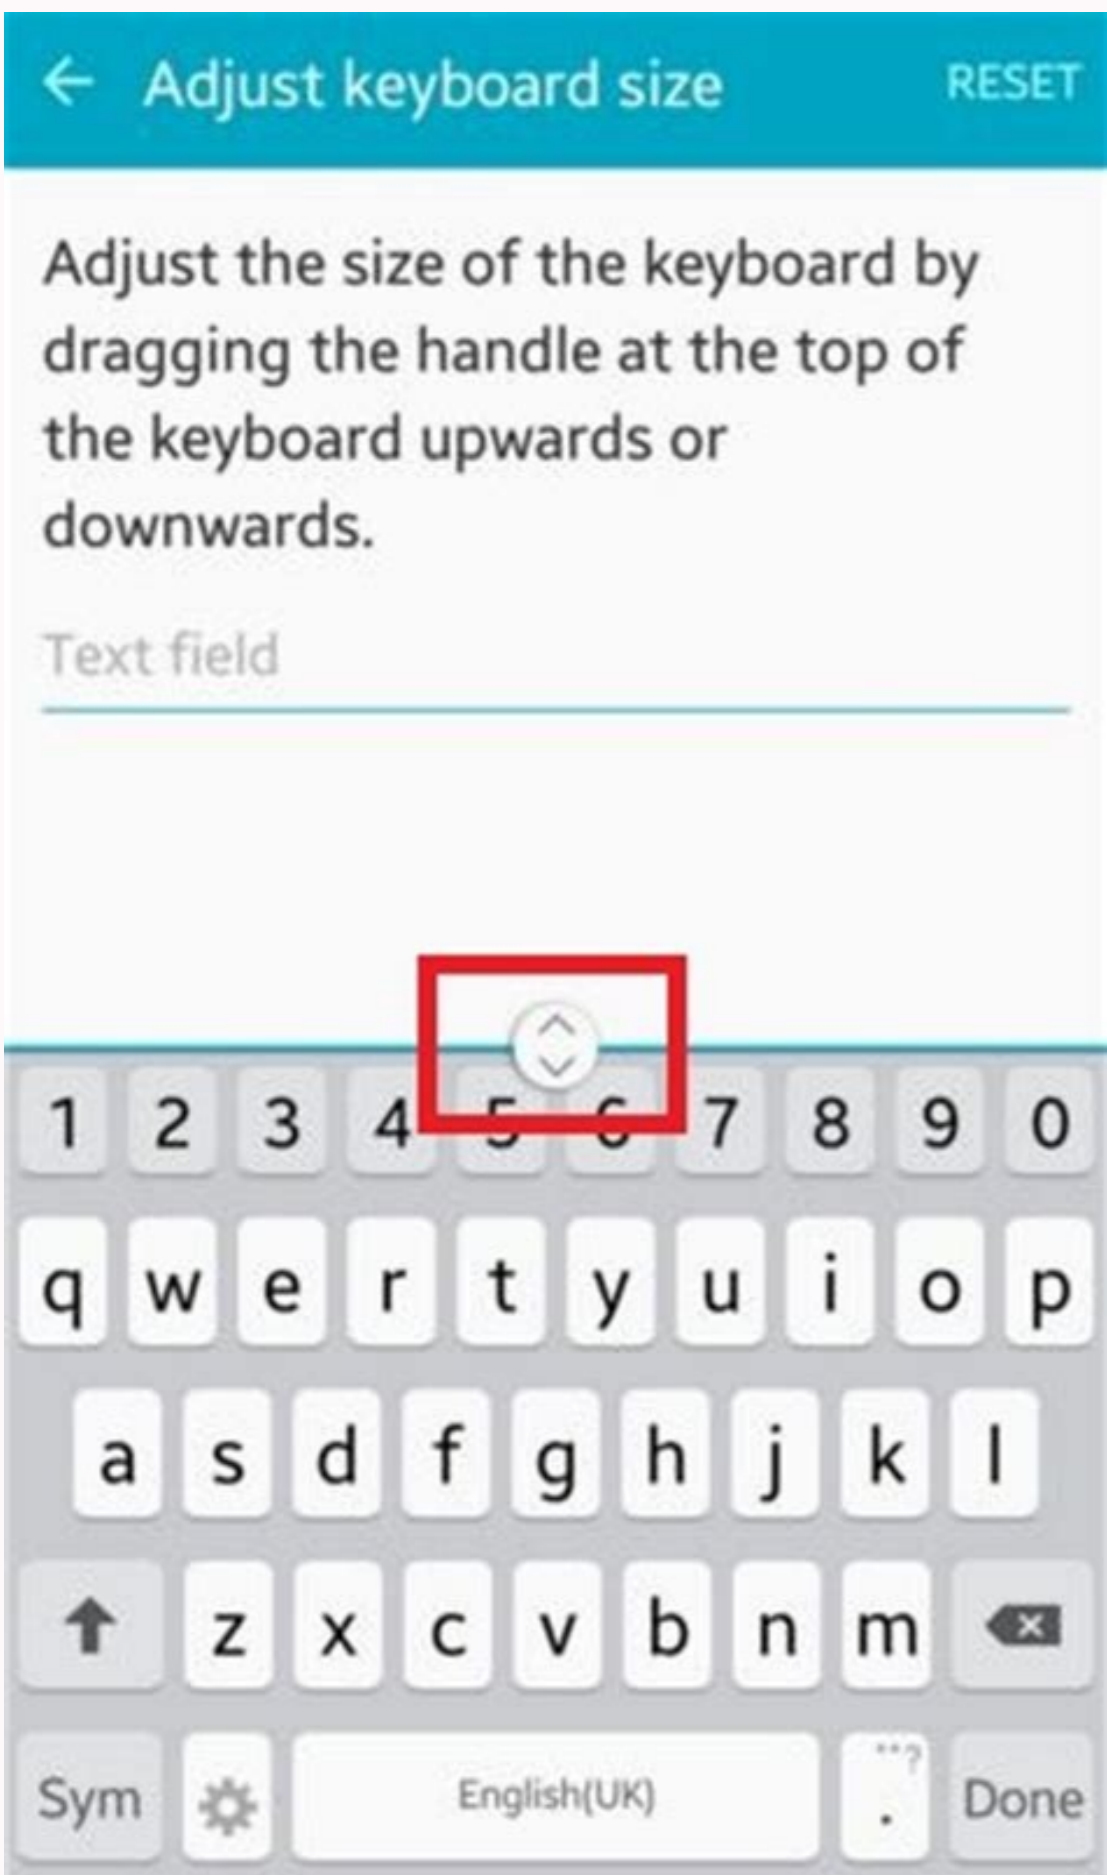 Adjust keyboard size RESET
Adjust the size of the keyboard by
dragging the handle at the top of
the keyboard upwards or
downwards.
Text field
1 2 3 4 5 6 7 8 9 0
q w e r t y u i o p
a s d f g h j k l
z x c v b n m
Sym English(UK) . Done